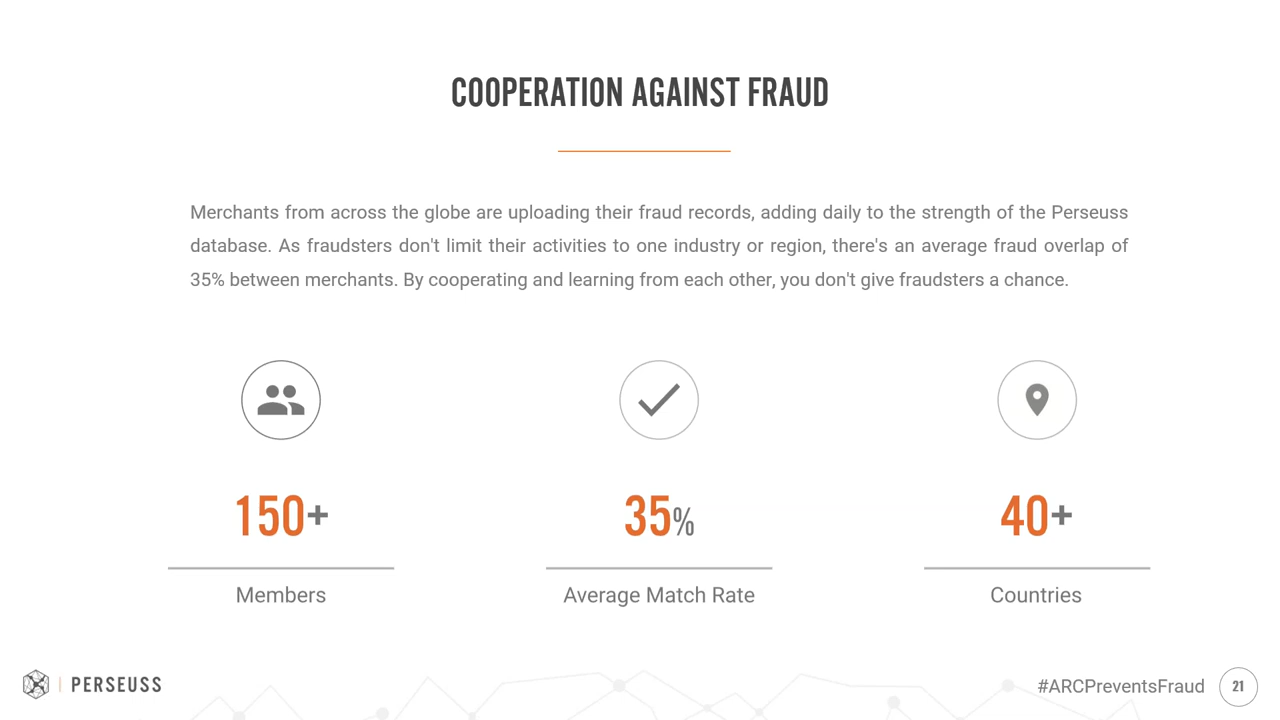 COOPERATION AGAINST FRAUD
Merchants from across the globe are uploading their fraud records, adding daily to the strength of the Perseuss
database. As fraudsters don't limit their activities to one industry or region, there's an average fraud overlap of
35% between merchants. By cooperating and learning from each other, you don't give fraudsters a chance.
150+
Members
35%
Average Match Rate
40+
Countries
PERSEUSS
#ARCPreventsFraud
21